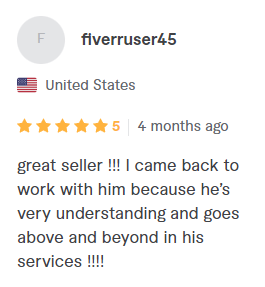 F
fiverruser45
United States
5 | 4 months ago
great seller !!! I came back to
work with him because he's
very understanding and goes
above and beyond in his
services !!!!